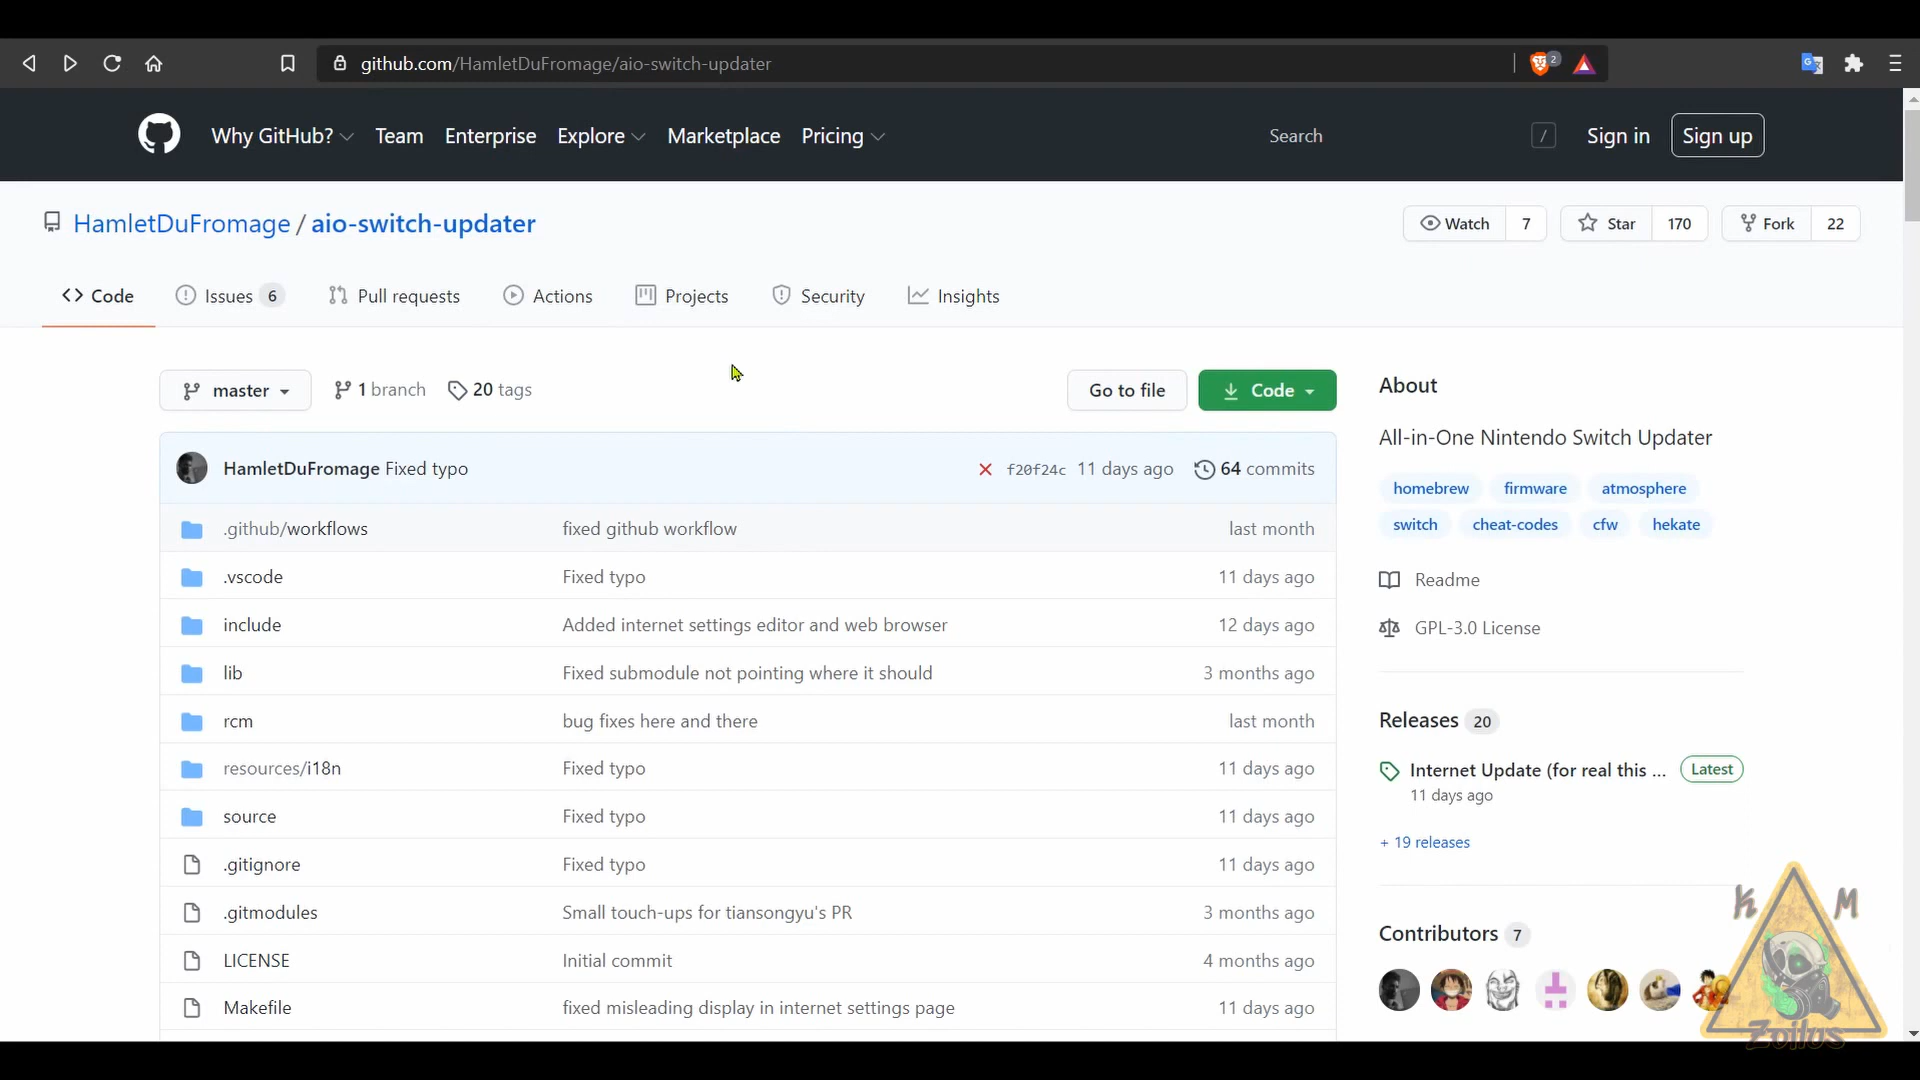 github.com/HamletDuFromage/aio-switch-updater
2
Why GitHub? Team Enterprise Explore Marketplace Pricing Search / Sign in Sign up
HamletDuFromage / aio-switch-updater
Watch 7 Star 170 Fork 22
Code Issues 6 Pull requests Actions Projects Security Insights
master 1 branch 20 tags Go to file Code
HamletDuFromage Fixed typo f20f24c 11 days ago 64 commits
.github/workflows fixed github workflow last month
.vscode Fixed typo 11 days ago
include Added internet settings editor and web browser 12 days ago
lib Fixed submodule not pointing where it should 3 months ago
rcm bug fixes here and there last month
resources/i18n Fixed typo 11 days ago
source Fixed typo 11 days ago
.gitignore Fixed typo 11 days ago
.gitmodules Small touch-ups for tiansongyu's PR 3 months ago
LICENSE Initial commit 4 months ago
Makefile fixed misleading display in internet settings page 11 days ago
About
All-in-One Nintendo Switch Updater
homebrew firmware atmosphere
switch cheat-codes cfw hekate
Readme
GPL-3.0 License
Releases 20
Internet Update (for real this ... Latest
11 days ago
+ 19 releases
Contributors 7
K M
Zoilus